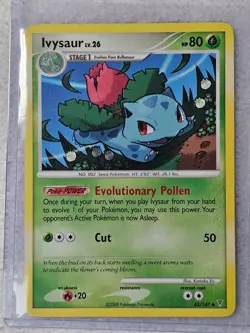 Ivysaur LV.26
HP 80
STAGE 1 Evolves from Bulbasaur
NO. 002 Seed Pokémon HT: 3'03" WT: 28.7 lbs.
Poké-POWER Evolutionary Pollen
Once during your turn, when you play Ivysaur from your hand
to evolve 1 of your Pokémon, you may use this power. Your
opponent's Active Pokémon is now Asleep.
Cut 50
When the bud on its back starts swelling, a sweet aroma wafts
to indicate the flower's coming bloom.
weakness
+20
resistance
retreat cost
62/147